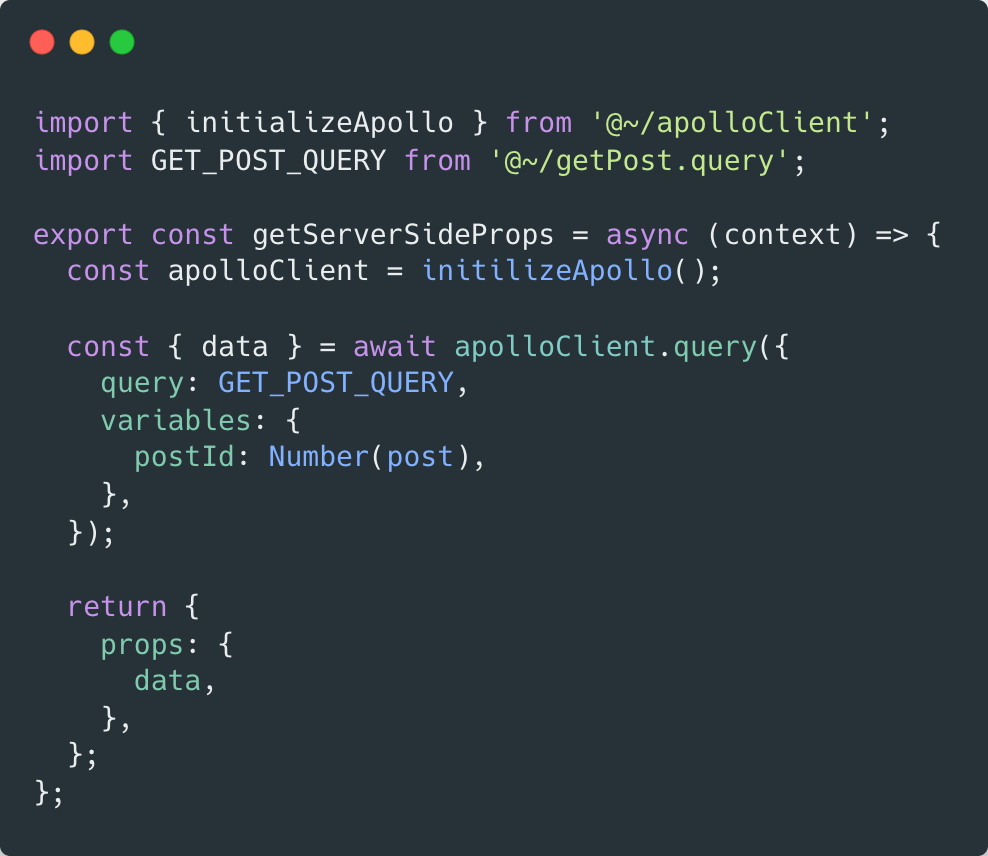 import { initializeApollo } from '@~/apolloClient';
import GET_POST_QUERY from '@~/getPost.query';
export const getServerSideProps = async (context) => {
  const apolloClient = initilizeApollo();
  const { data } = await apolloClient.query({
    query: GET_POST_QUERY,
    variables: {
      postId: Number(post),
    },
  });
  return {
    props: {
      data,
    },
  };
};